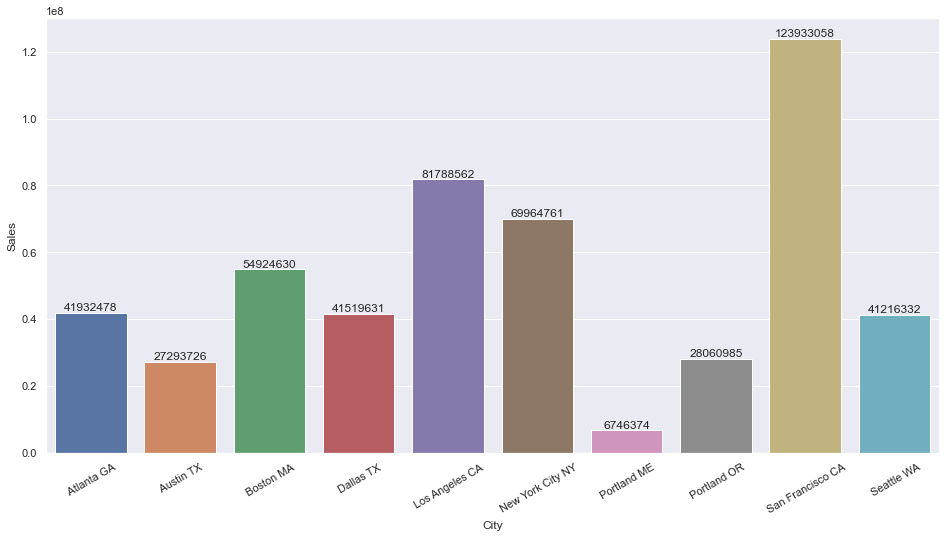 1e8
1.2
1.0
0.8
0.6
0.4
0.2
0.0
Sales
41932478
27293726
54924630
41519631
81788562
69964761
6746374
28060985
123933058
41216332
Atlanta GA
Austin TX
Boston MA
Dallas TX
Los Angeles CA
New York City NY
Portland ME
Portland OR
San Francisco CA
Seattle WA
City